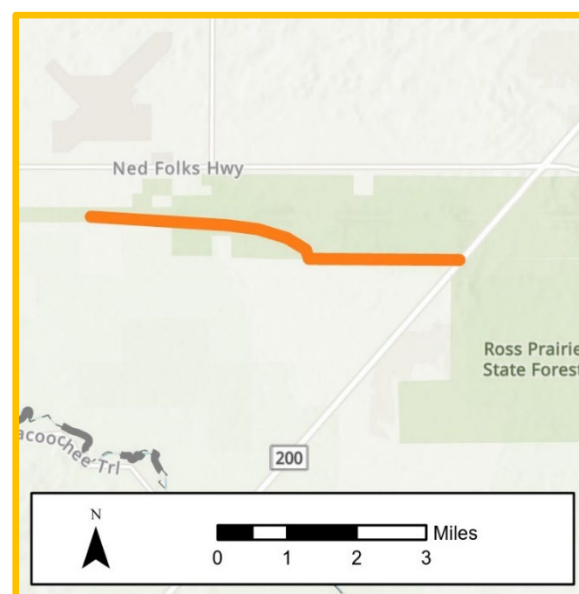 Ned Folks Hwy
Ross Prairie
State Forest
acoochee Trl
200
N
Miles
0 1 2 3